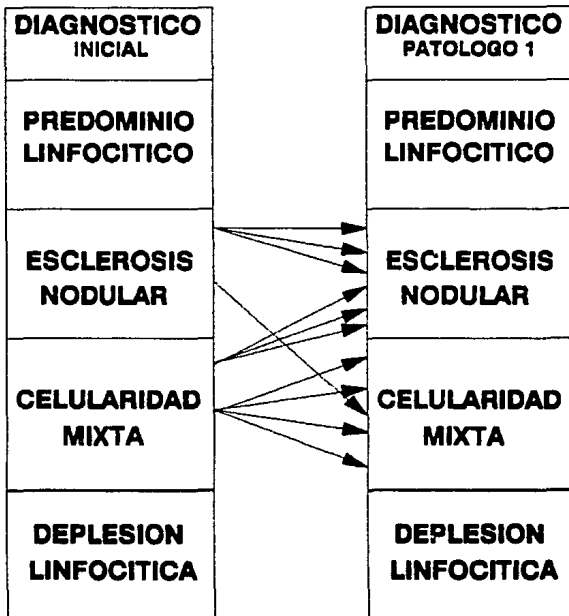 DIAGNOSTICO
INICIAL
PREDOMINIO
LINFOCITICO
ESCLEROSIS
NODULAR
CELULARIDAD
MIXTA
DEPLESION
LINFOCITICA
DIAGNOSTICO
PATOLOGO 1
PREDOMINIO
LINFOCITICO
ESCLEROSIS
NODULAR
CELULARIDAD
MIXTA
DEPLESION
LINFOCITICA